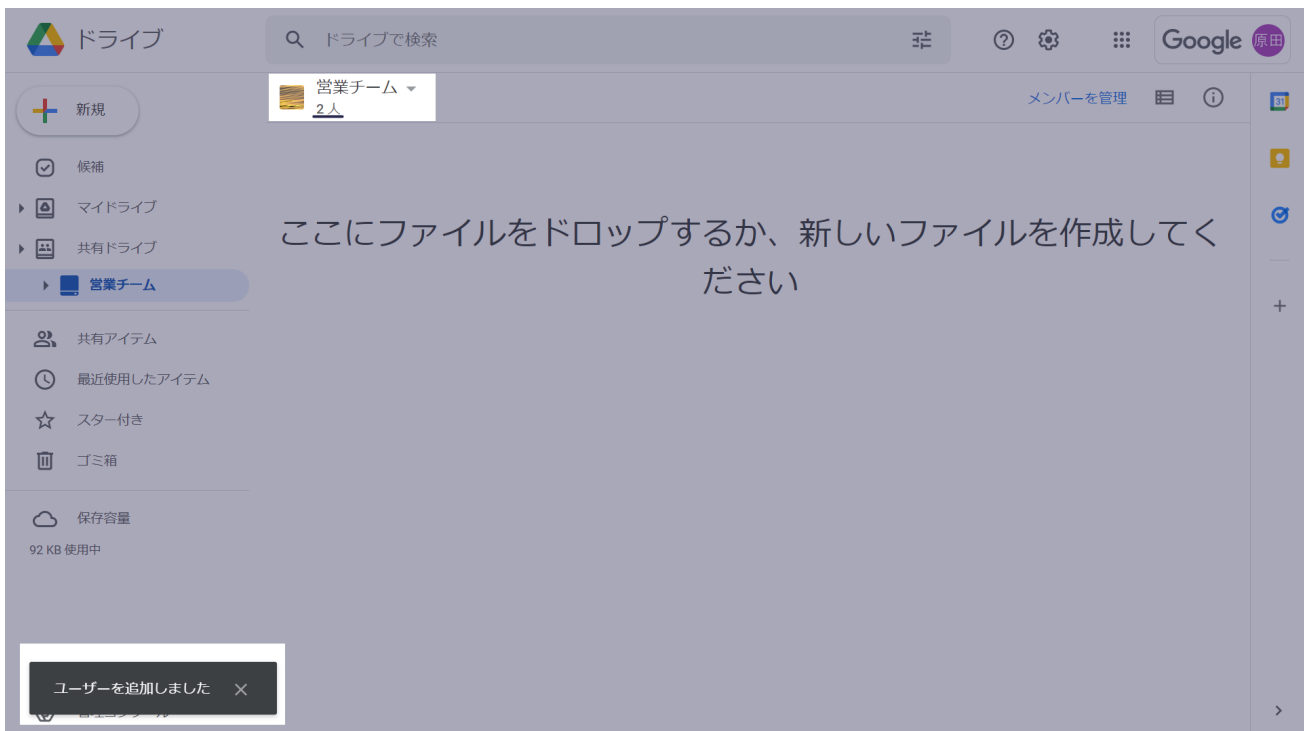 ドライブ
ドライブで検索
Google
原田
新規
営業チーム
2 人
メンバーを管理
31
候補
マイドライブ
共有ドライブ
営業チーム
ここにファイルをドロップするか、新しいファイルを作成してく
ださい
共有アイテム
最近使用したアイテム
スター付き
ゴミ箱
保存容量
92 KB 使用中
ユーザーを追加しました